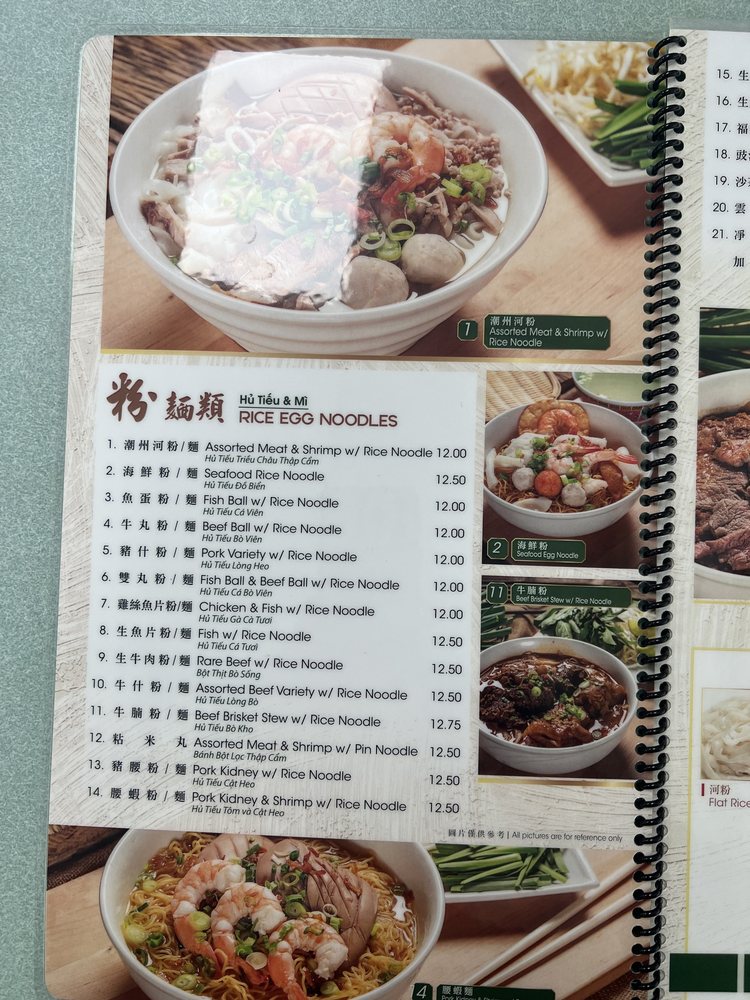 1 潮州河粉
Assorted Meat & Shrimp w/
Rice Noodle
粉麵類 Hủ Tiếu & Mì
RICE EGG NOODLES
1. 潮州河粉/麵 Assorted Meat & Shrimp w/ Rice Noodle 12.00
Hủ Tiếu Triều Châu Thập Cẩm
2. 海鮮粉/麵 Seafood Rice Noodle 12.50
Hủ Tiếu Đồ Biển
3. 魚蛋粉/麵 Fish Ball w/ Rice Noodle 12.00
Hủ Tiếu Cá Viên
4. 牛丸粉/麵 Beef Ball w/ Rice Noodle 12.00
Hủ Tiếu Bò Viên
5. 豬什粉/麵 Pork Variety w/ Rice Noodle 12.00
Hủ Tiếu Lòng Heo
6. 雙丸粉/麵 Fish Ball & Beef Ball w/ Rice Noodle 12.00
Hủ Tiếu Cá Bò Viên
7. 雞絲魚片粉/麵 Chicken & Fish w/ Rice Noodle 12.00
Hủ Tiếu Gà Cà Tươi
8. 生魚片粉/麵 Fish w/ Rice Noodle 12.50
Hủ Tiếu Cá Tươi
9. 生牛肉粉/麵 Rare Beef w/ Rice Noodle 12.50
Bột Thịt Bò Sống
10. 牛什粉/麵 Assorted Beef Variety w/ Rice Noodle 12.50
Hủ Tiếu Lòng Bò
11. 牛腩粉/麵 Beef Brisket Stew w/ Rice Noodle 12.75
Hủ Tiếu Bò Kho
12. 粘米丸 Assorted Meat & Shrimp w/ Pin Noodle 12.50
Bánh Bột Lọc Thập Cẩm
13. 豬腰粉/麵 Pork Kidney w/ Rice Noodle 12.50
Hủ Tiếu Cật Heo
14. 腰蝦粉/麵 Pork Kidney & Shrimp w/ Rice Noodle 12.50
Hủ Tiếu Tôm và Cật Heo
2 海鮮粉
Seafood Egg Noodle
11 牛腩粉
Beef Brisket Stew w/ Rice Noodle
圖片僅供參考 | All pictures are for reference only
4 腰蝦麵
15. 生
16. 生
17. 福
18. 豉
19. 沙
20. 雲
21. 淨
加
河粉
Flat Rice